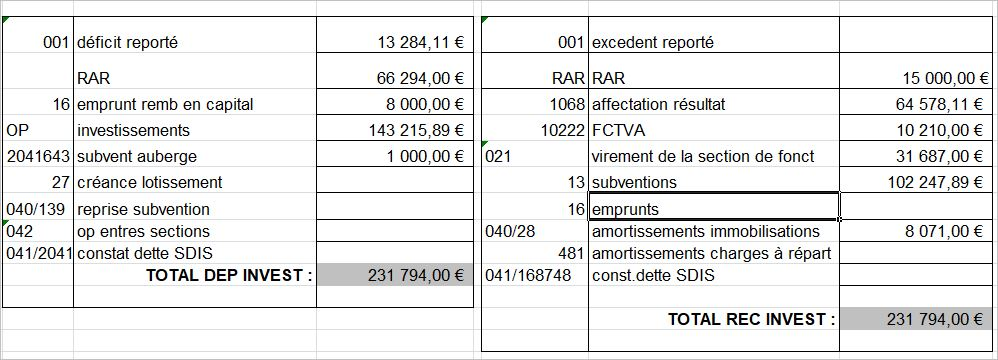 001 déficit reporté 13 284,11 €
RAR 66 294,00 €
16 emprunt remb en capital 8 000,00 €
OP investissements 143 215,89 €
2041643 subvent auberge 1 000,00 €
27 créance lotissement
040/139 reprise subvention
042 op entres sections
041/2041 constat dette SDIS
TOTAL DEP INVEST : 231 794,00 €
001 excedent reporté
RAR RAR 15 000,00 €
1068 affectation résultat 64 578,11 €
10222 FCTVA 10 210,00 €
021 virement de la section de fonct 31 687,00 €
13 subventions 102 247,89 €
16 emprunts
040/28 amortissements immobilisations 8 071,00 €
481 amortissements charges à répart
041/168748 const.dette SDIS
TOTAL REC INVEST : 231 794,00 €